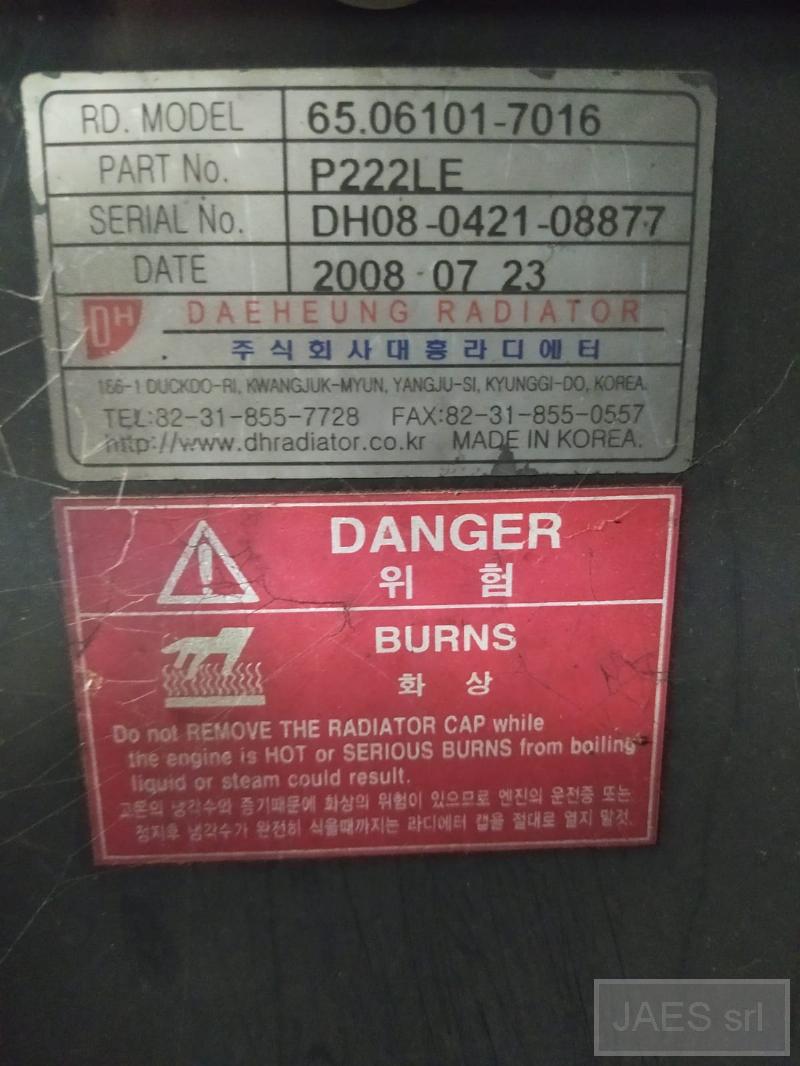 RD. MODEL 65.06101-7016
PART No. P222LE
SERIAL No. DH08-0421-08877
DATE 2008 07 23
DH DAEHEUNG RADIATOR
주식회사대흥라디에터
166-1 DUCKDO-RI, KWANGJUK-MYUN, YANGJU-SI, KYUNGGI-DO, KOREA.
TEL:82-31-855-7728 FAX:82-31-855-0557
http://www.dhradiator.co.kr MADE IN KOREA.
DANGER
위 험
BURNS
화 상
Do not REMOVE THE RADIATOR CAP while
the engine is HOT or SERIOUS BURNS from boiling
liquid or steam could result.
고온의 냉각수와 증기때문에 화상의 위험이 있으므로 엔진의 운전중 또는
정지후 냉각수가 완전히 식을때까지는 라디에터 캡을 절대로 열지 말것.
JAES srl